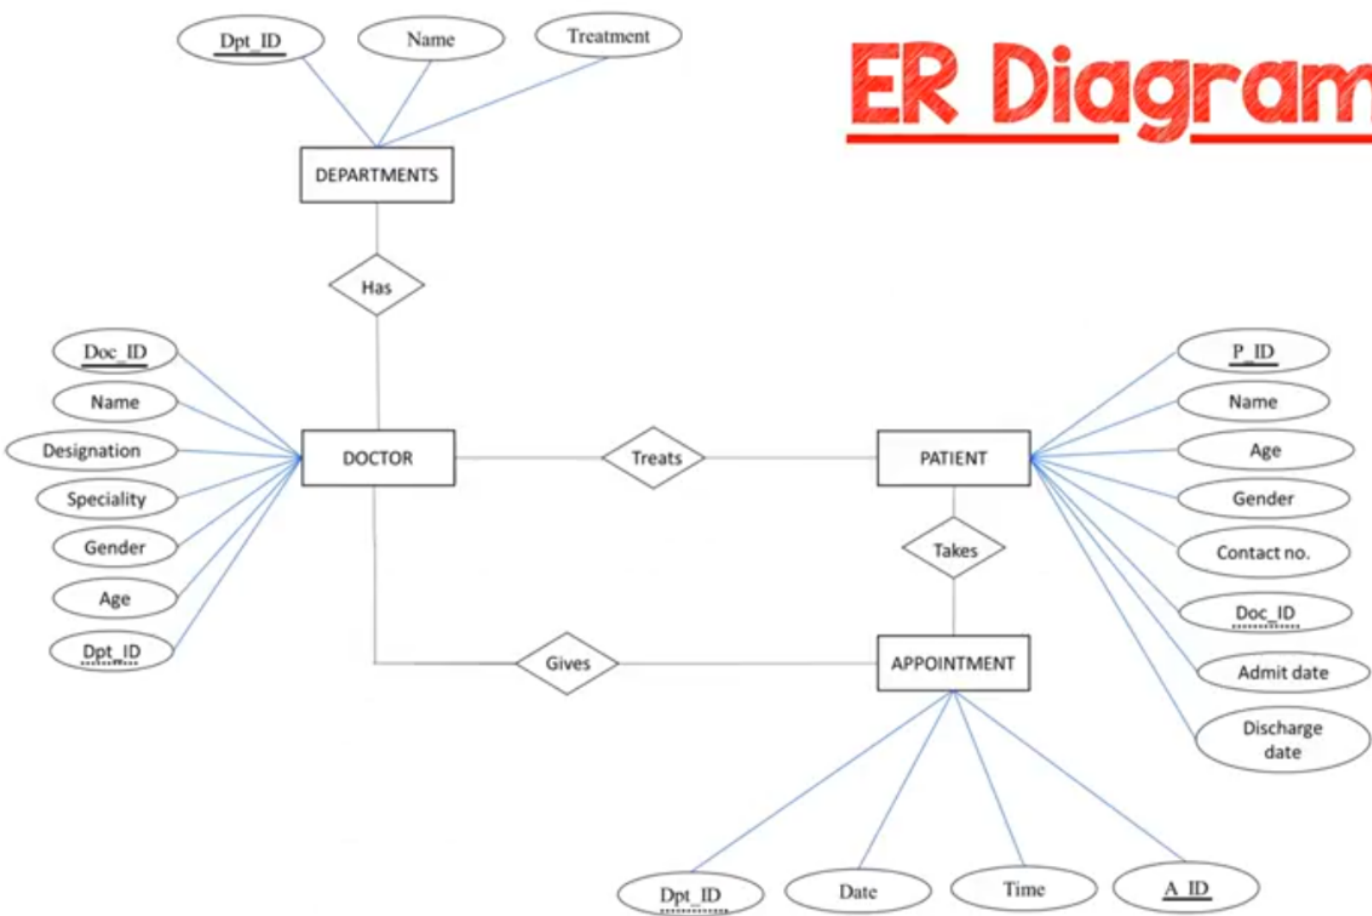 Dpt_ID
Name
Treatment
ER Diagram
DEPARTMENTS
Has
Doc_ID
Name
Designation
Speciality
Gender
Age
Dpt_ID
DOCTOR
Treats
PATIENT
P_ID
Name
Age
Gender
Contact no.
Doc_ID
Admit date
Discharge
date
Takes
Gives
APPOINTMENT
Dpt_ID
Date
Time
A_ID